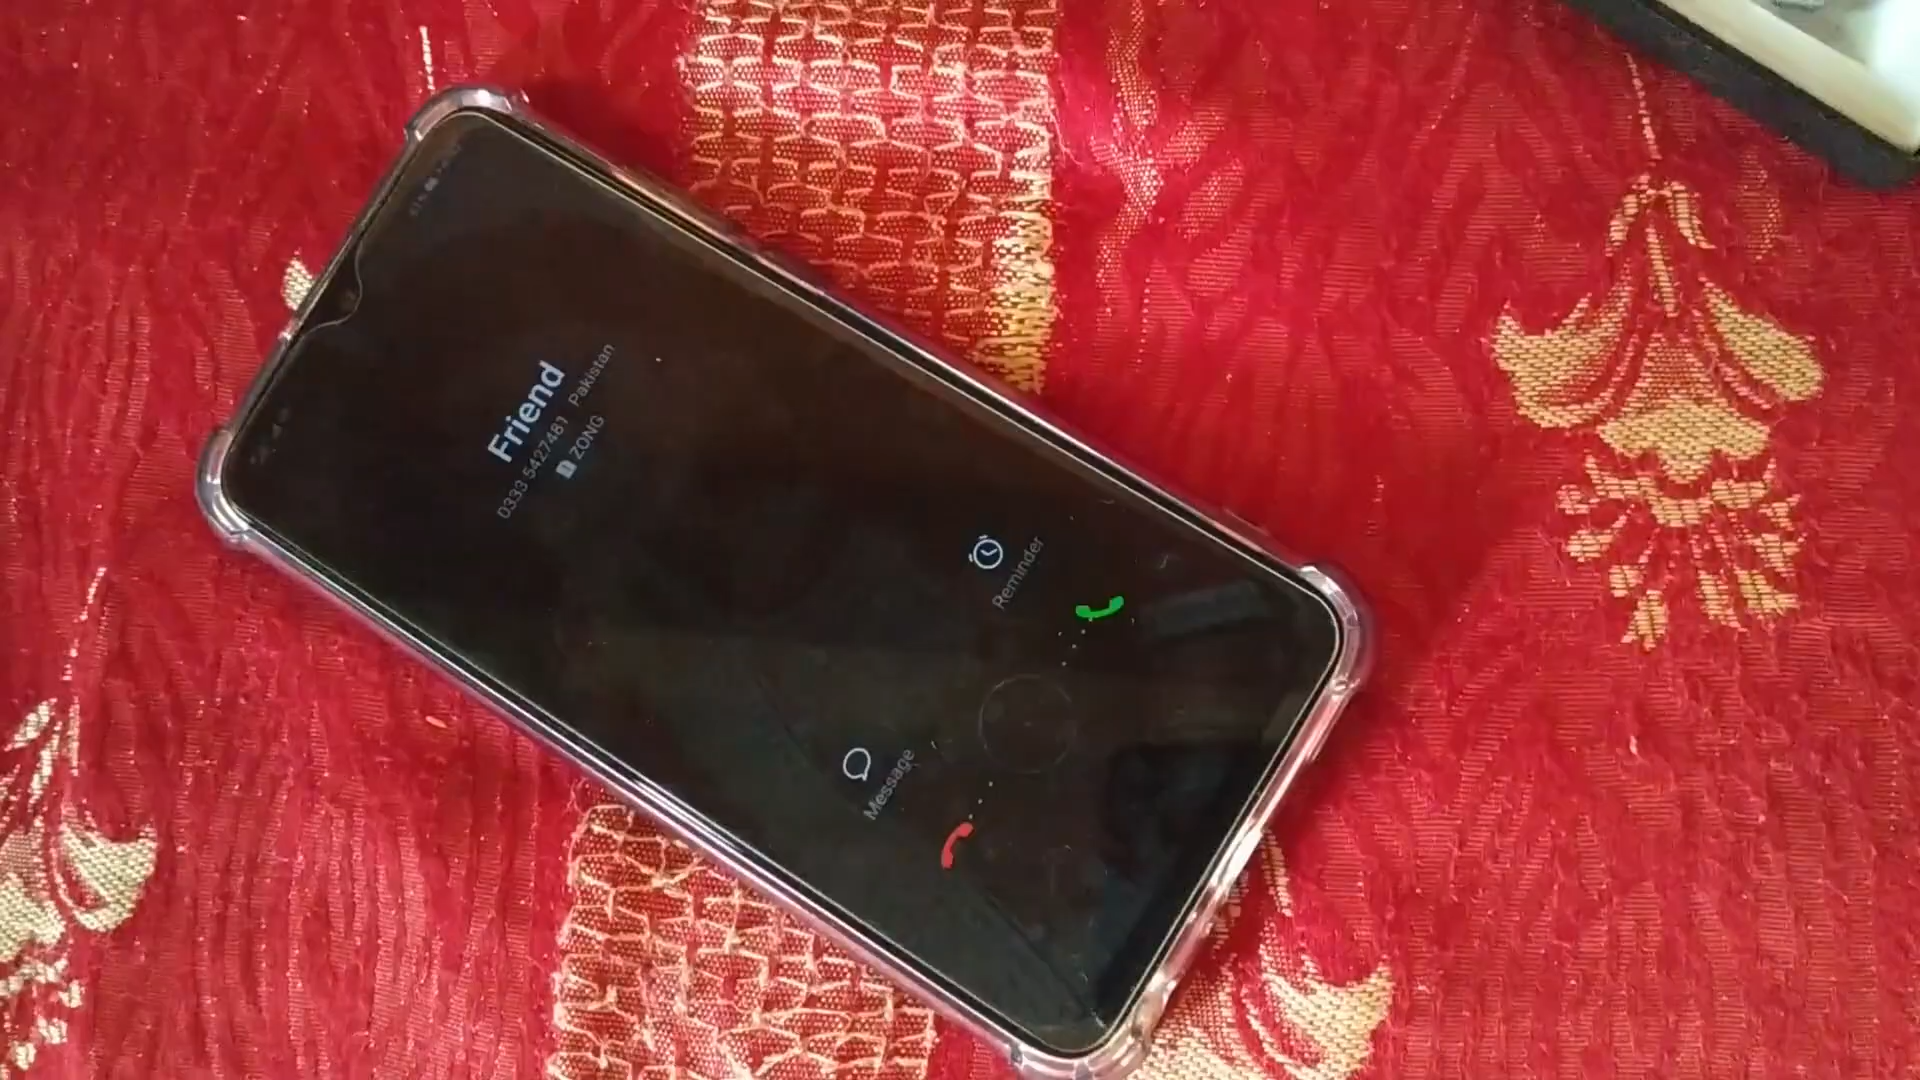 Friend
0333 5427481 Pakistan
ZONG
Reminder
Message